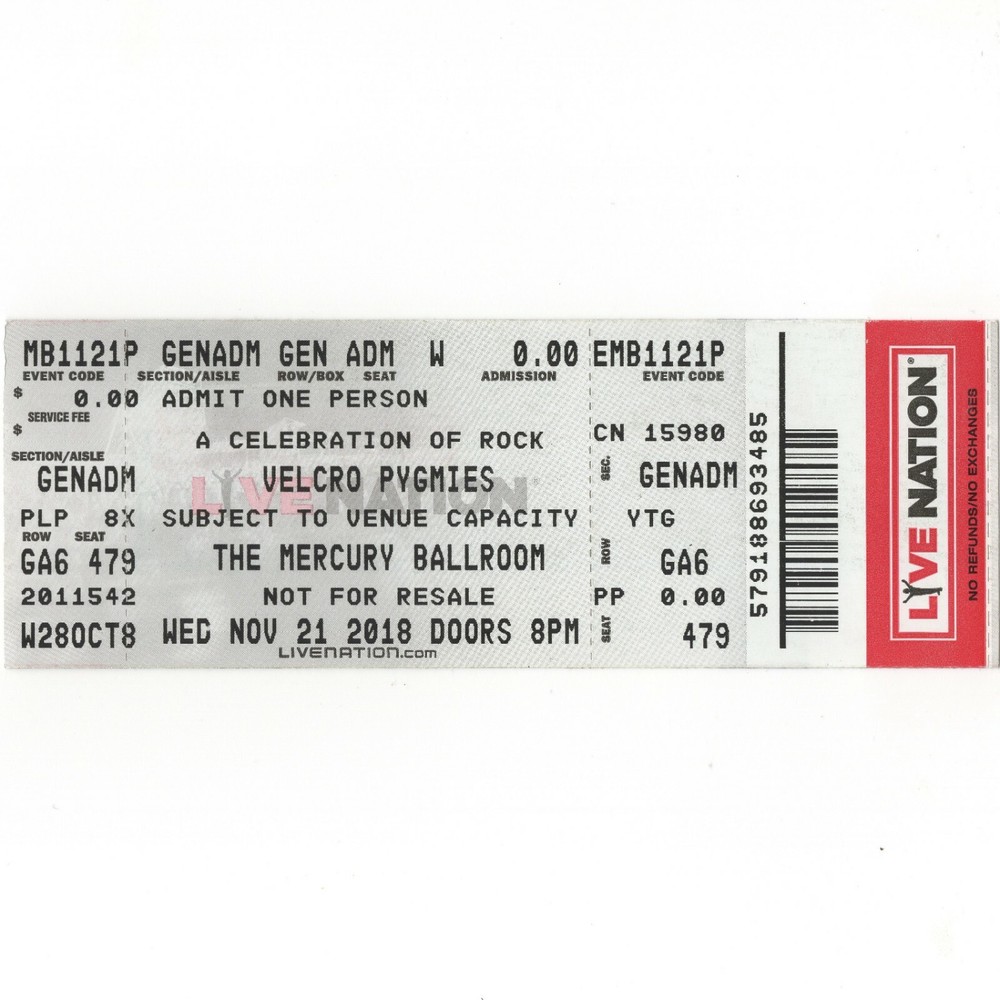 MB1121P GENADM GEN ADM W 0.00 EMB1121P
EVENT CODE SECTION/AISLE ROW/BOX SEAT ADMISSION EVENT CODE
$ 0.00 ADMIT ONE PERSON
SERVICE FEE
$ A CELEBRATION OF ROCK CN 15980
SECTION/AISLE SEC.
GENADM VELCRO PYGMIES GENADM
LIVE NATION
PLP 8X SUBJECT TO VENUE CAPACITY YTG
ROW SEAT ROW
GA6 479 THE MERCURY BALLROOM GA6
2011542 NOT FOR RESALE PP 0.00
W28OCT8 WED NOV 21 2018 DOORS 8PM SEAT 479
LIVENATION.com
579188693485
LIVE NATION®
NO REFUNDS/NO EXCHANGES